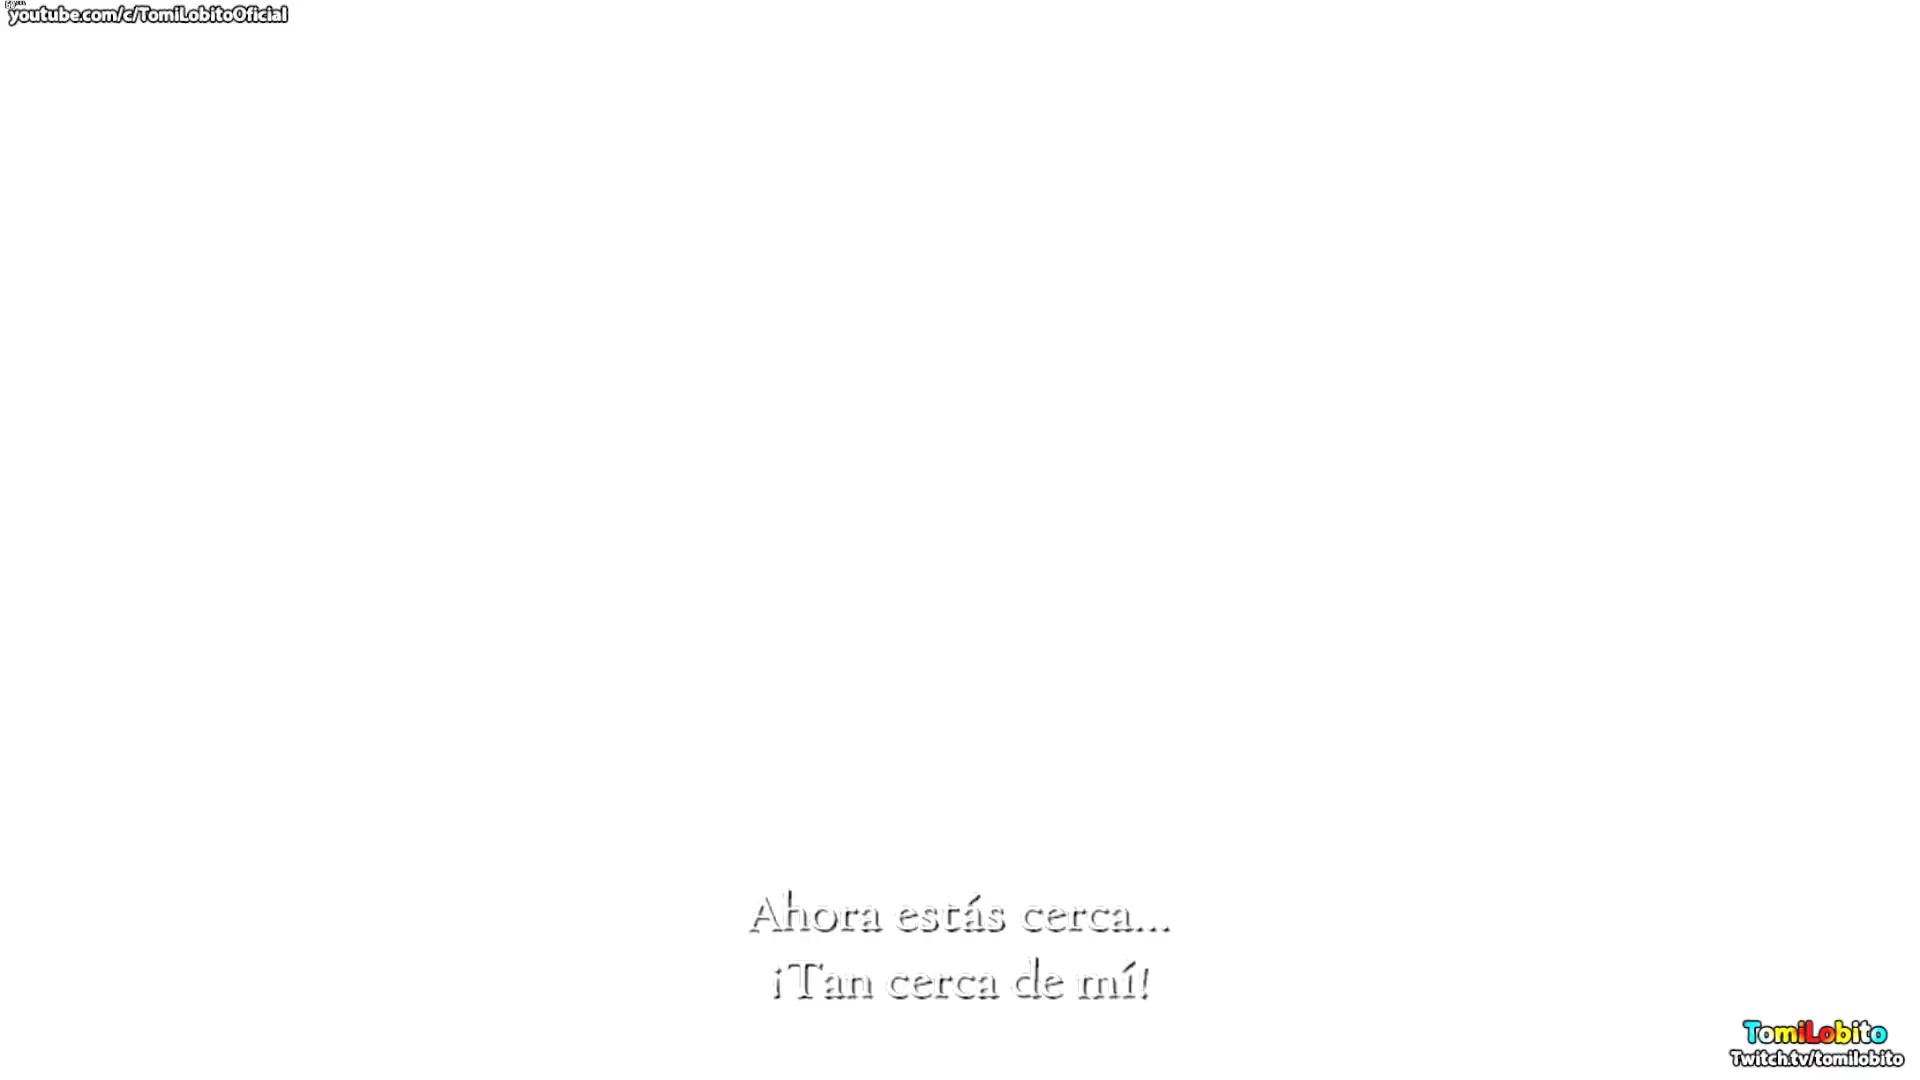 youtube.com/c/TomiLobitoOficial
Ahora estás cerca...
¡Tan cerca de mí!
TomiLobito
Twitch.tv/tomilobito